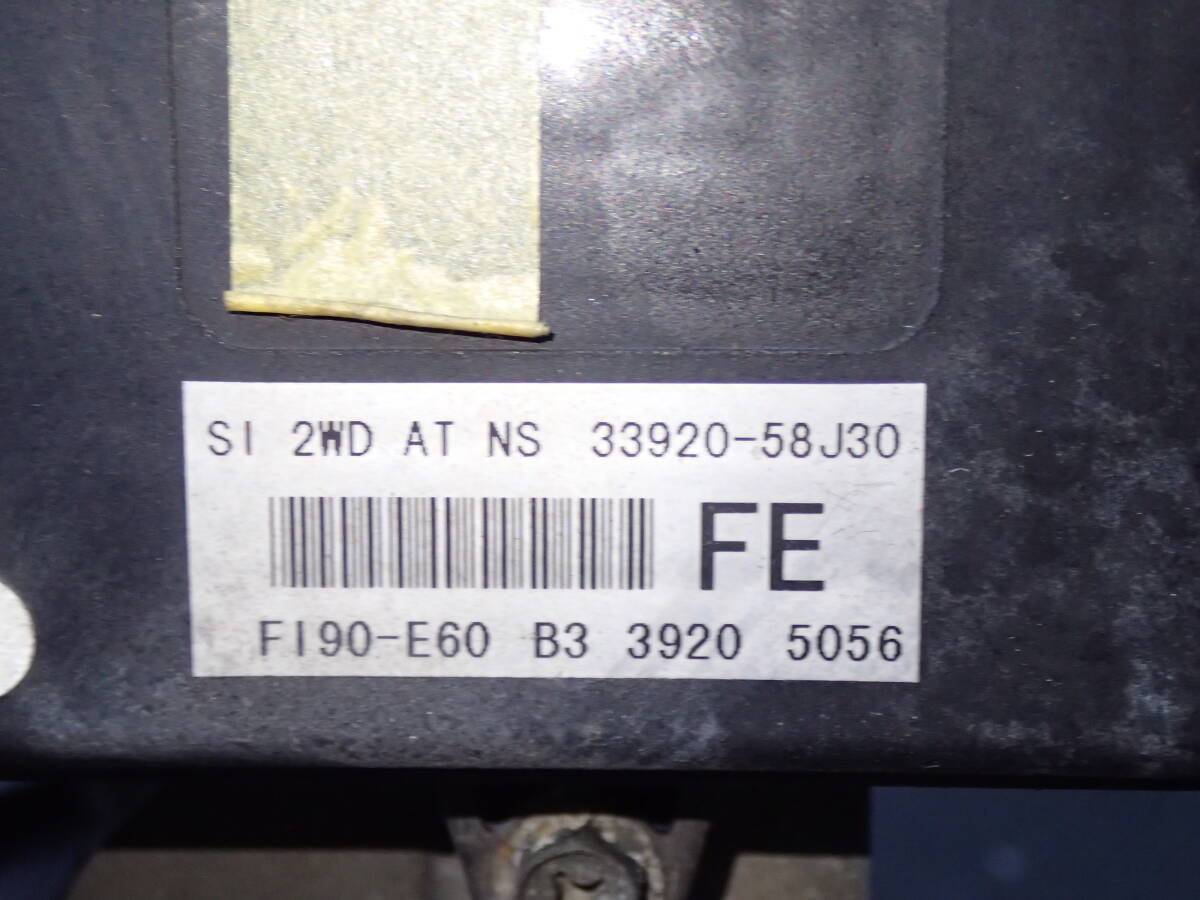 SI 2WD AT NS 33920-58J30
FE
FI90-E60 B3 3920 5056